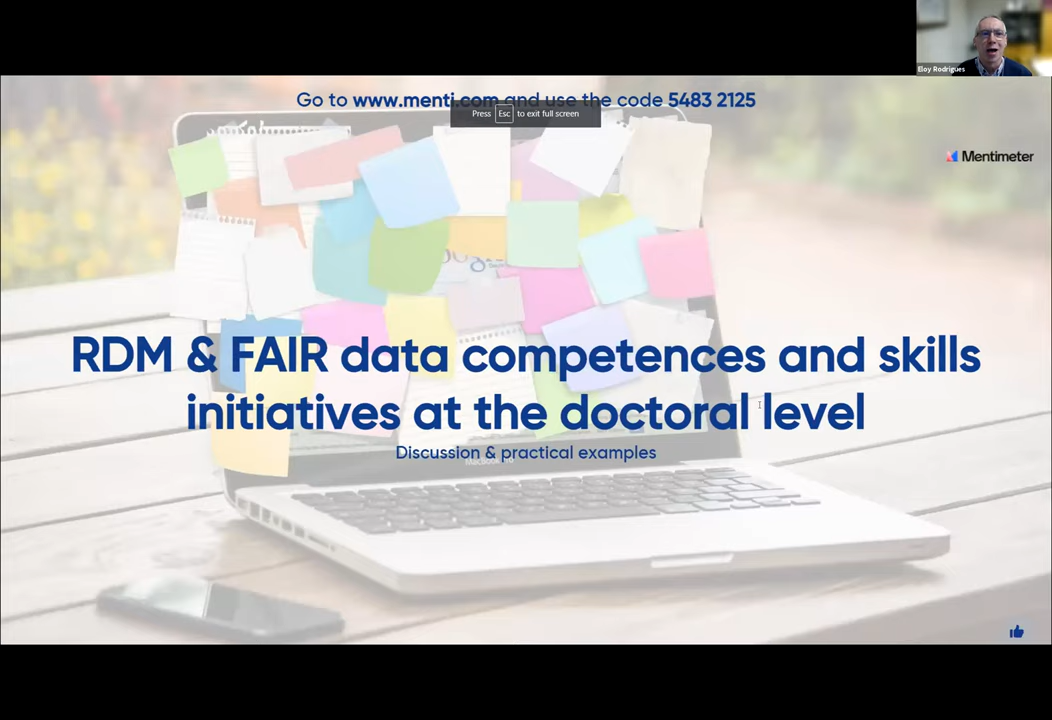 Eloy Rodrigues
Go to www.menti.com and use the code 5483 2125
Press Esc to exit full screen
Mentimeter
RDM & FAIR data competences and skills
initiatives at the doctoral level
Discussion & practical examples